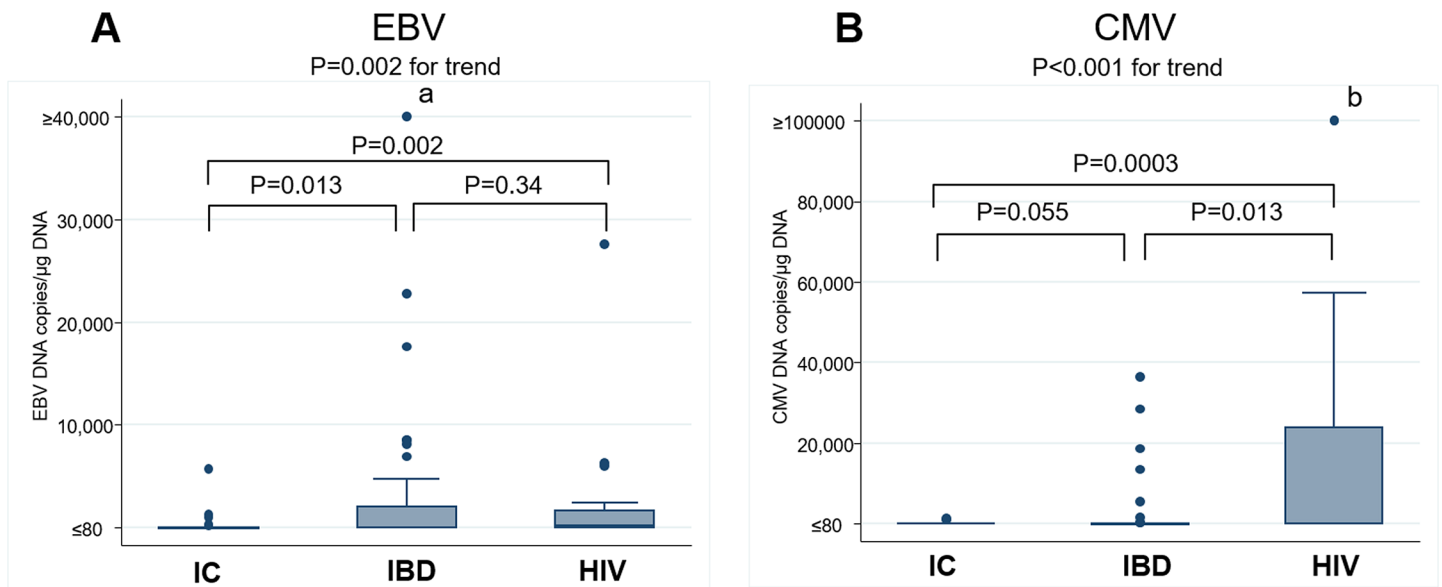 A EBV
P=0.002 for trend
a
≥40,000
P=0.002
P=0.013 P=0.34
30,000
20,000
10,000
≤80
EBV DNA copies/µg DNA
IC IBD HIV
B CMV
P<0.001 for trend
b
≥100000
P=0.0003
80,000
P=0.055 P=0.013
60,000
40,000
20,000
≤80
CMV DNA copies/µg DNA
IC IBD HIV